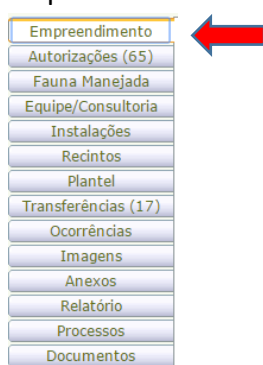 Empreendimento
Autorizações (65)
Fauna Manejada
Equipe/Consultoria
Instalações
Recintos
Plantel
Transferências (17)
Ocorrências
Imagens
Anexos
Relatório
Processos
Documentos